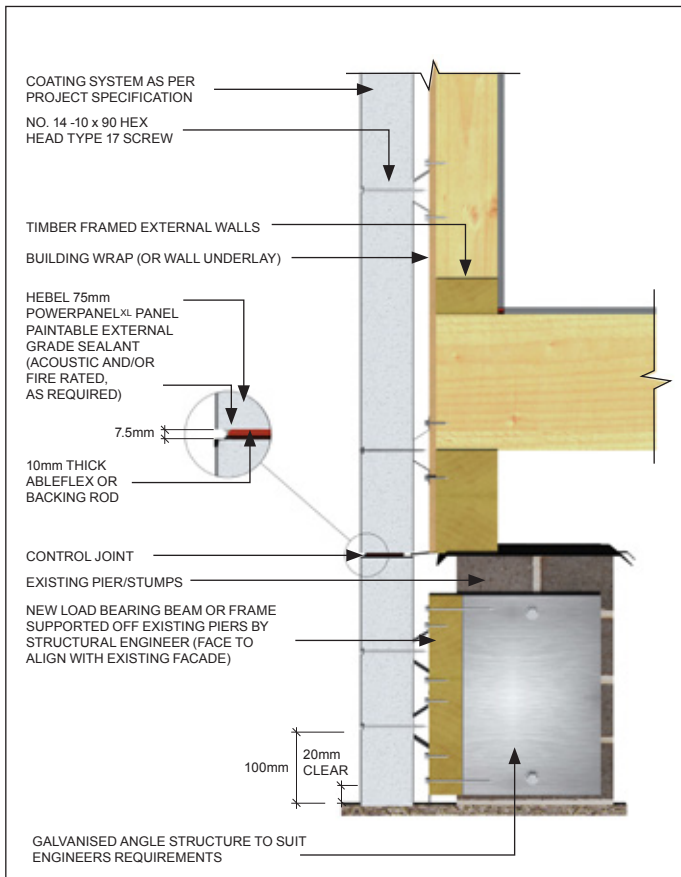 COATING SYSTEM AS PER
PROJECT SPECIFICATION
NO. 14 -10 x 90 HEX
HEAD TYPE 17 SCREW
TIMBER FRAMED EXTERNAL WALLS
BUILDING WRAP (OR WALL UNDERLAY)
HEBEL 75mm
POWERPANELXL PANEL
PAINTABLE EXTERNAL
GRADE SEALANT
(ACOUSTIC AND/OR
FIRE RATED,
AS REQUIRED)
7.5mm
10mm THICK
ABLEFLEX OR
BACKING ROD
CONTROL JOINT
EXISTING PIER/STUMPS
NEW LOAD BEARING BEAM OR FRAME
SUPPORTED OFF EXISTING PIERS BY
STRUCTURAL ENGINEER (FACE TO
ALIGN WITH EXISTING FACADE)
100mm
20mm
CLEAR
GALVANISED ANGLE STRUCTURE TO SUIT
ENGINEERS REQUIREMENTS